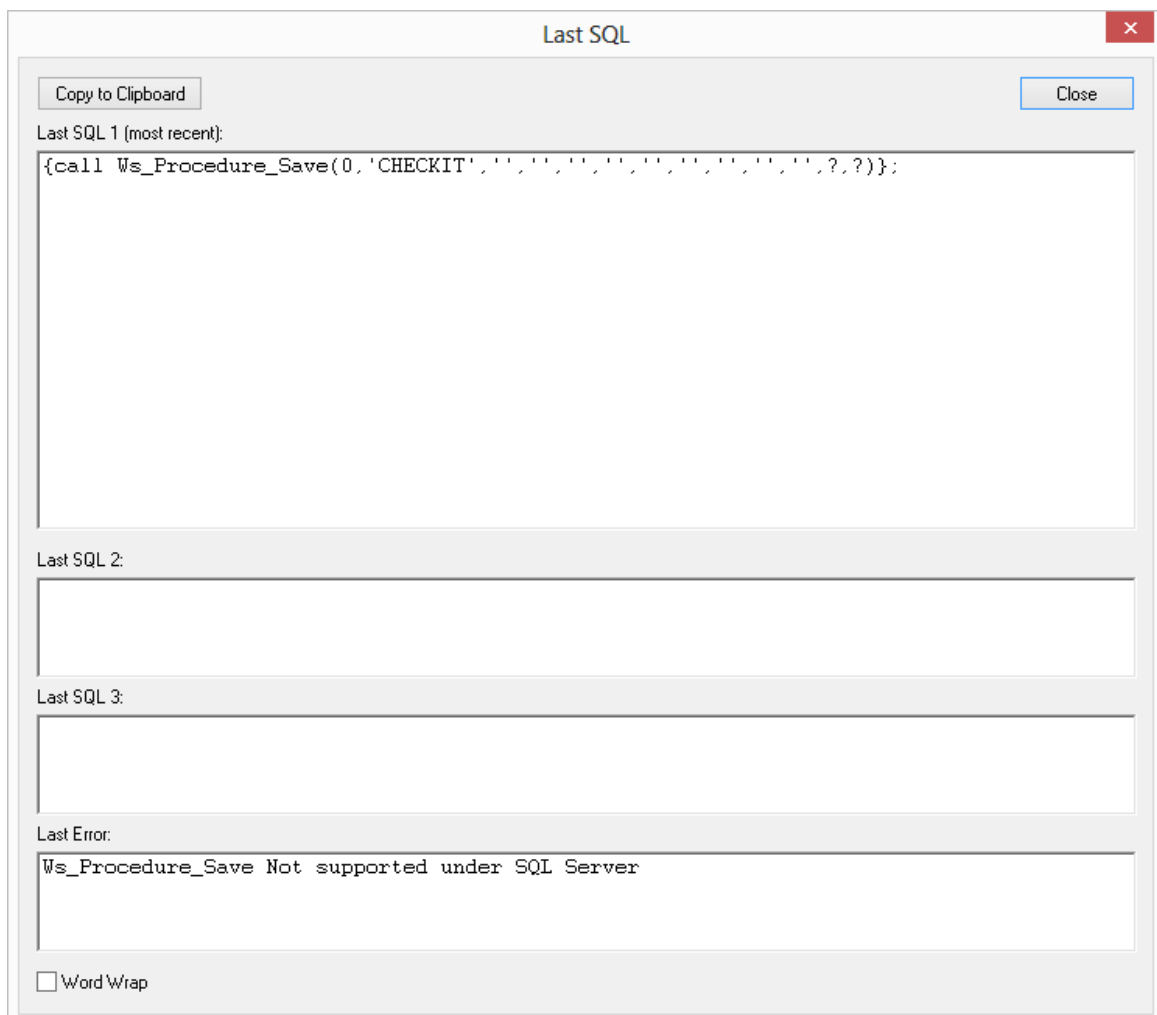 Last SQL
Copy to Clipboard
Close
Last SQL 1 (most recent):
{call Ws_Procedure_Save(0,'CHECKIT','','','','','','','','','',?,?)};
Last SQL 2:
Last SQL 3:
Last Error:
Ws_Procedure_Save Not supported under SQL Server
Word Wrap